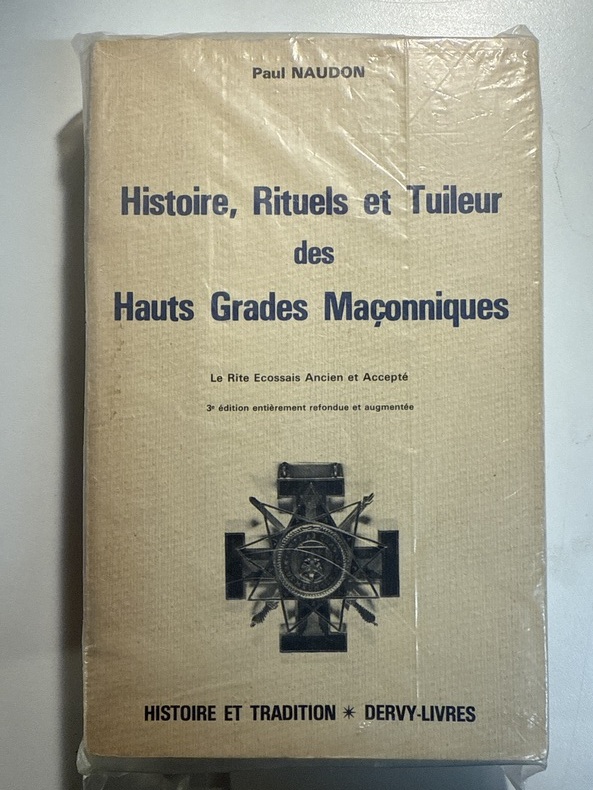 Paul NAUDON
Histoire, Rituels et Tuileur
des
Hauts Grades Maçonniques
Le Rite Ecossais Ancien et Accepté
3e édition entièrement refondue et augmentée
HISTOIRE ET TRADITION ✴ DERVY-LIVRES